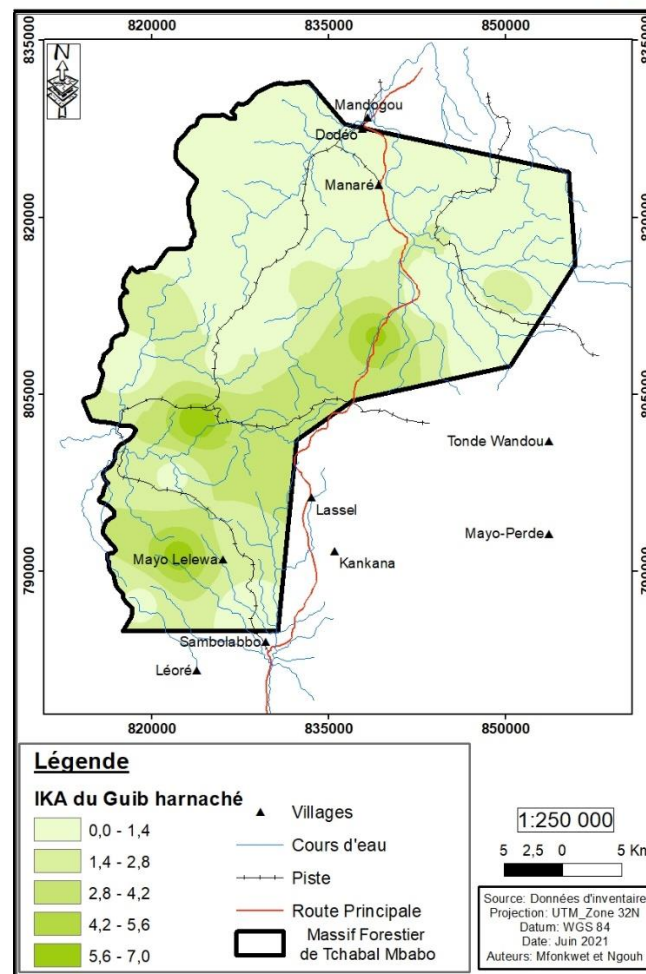 820000 835000 850000
835000
835000
N
Mandogou
Dodéo
Manaré
820000
820000
805000
805000
Tonde Wandou
Lassel
Mayo-Perde
Kankana
Mayo Lelewa
790000
790000
Sambolabbo
Léoré
820000 835000 850000
Légende
IKA du Guib harnaché
0,0 - 1,4
1,4 - 2,8
2,8 - 4,2
4,2 - 5,6
5,6 - 7,0
Villages
Cours d'eau
Piste
Route Principale
Massif Forestier
de Tchabal Mbabo
1:250 000
5 2,5 0 5 Km
Source: Données d'inventaire
Projection: UTM_Zone 32N
Datum: WGS 84
Date: Juin 2021
Auteurs: Mfonkwet et Ngouh